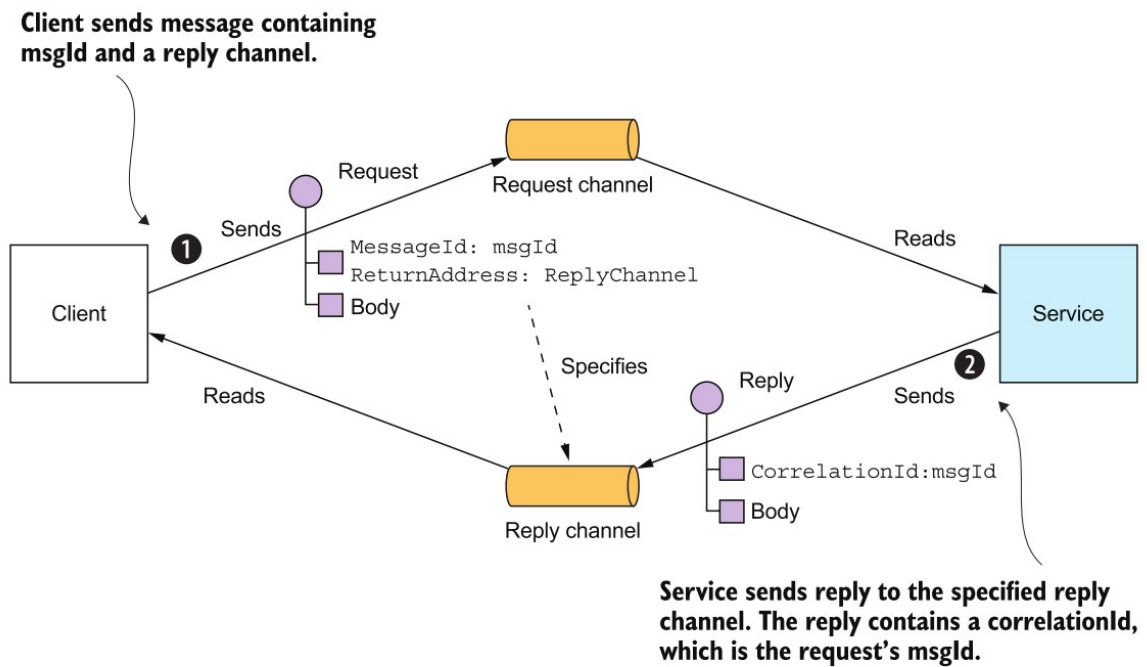 Client sends message containing
msgId and a reply channel.
Request
Request channel
Sends
Reads
1
MessageId: msgId
ReturnAddress: ReplyChannel
Body
Client
Service
Specifies
2
Reply
Reads
Sends
CorrelationId:msgId
Body
Reply channel
Service sends reply to the specified reply
channel. The reply contains a correlationId,
which is the request's msgId.